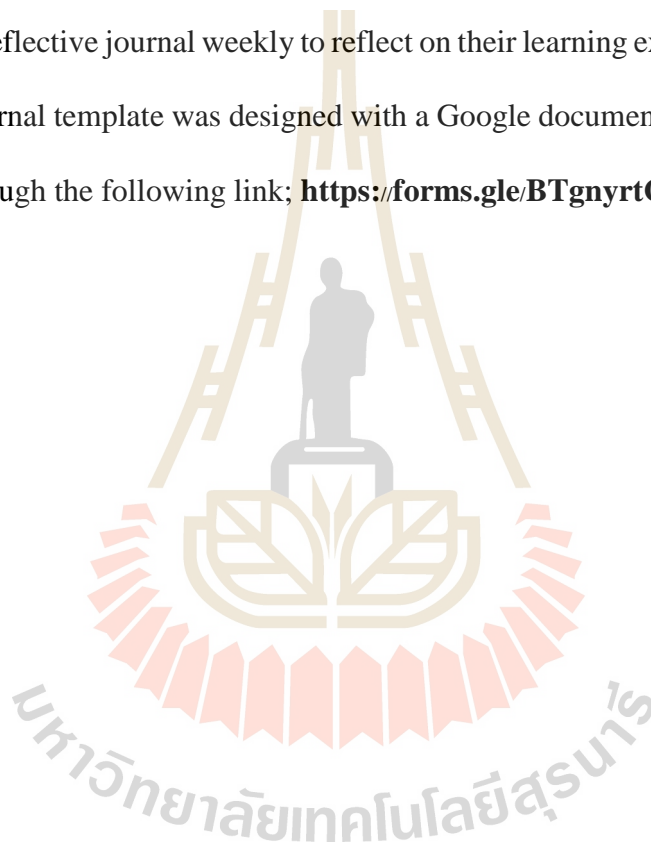 eflective journal weekly to reflect on their learning ex
rnal template was designed with a Google documen
ugh the following link; https://forms.gle/BTgnyrt
มหาวิทยาลัยเทคโนโลยีสุรนารี